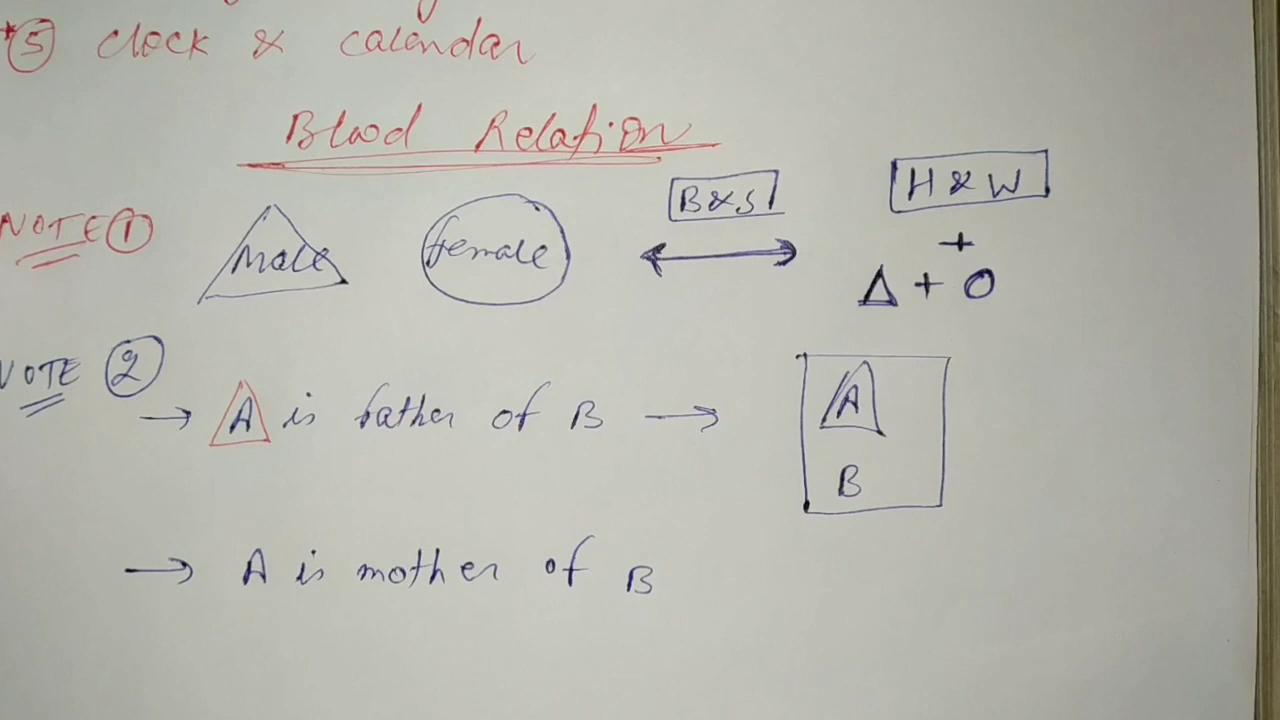 *5 clock & calendar
Blood Relation
NOTE 1 Male female B&S H & W
+
Δ + O
NOTE 2
→ A is father of B → A
B
→ A is mother of B